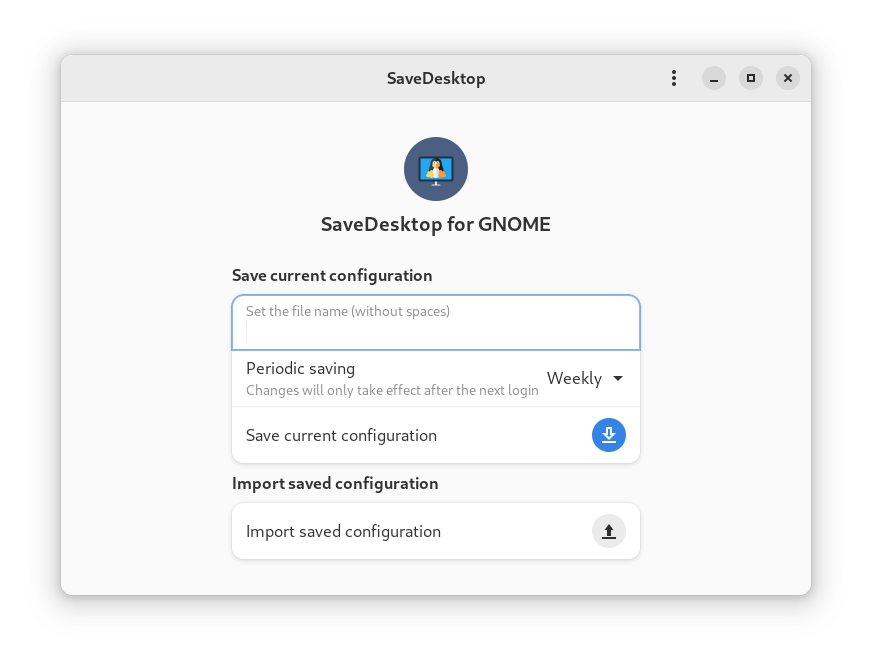 SaveDesktop
SaveDesktop for GNOME
Save current configuration
Set the file name (without spaces)
Periodic saving
Changes will only take effect after the next login
Weekly
Save current configuration
Import saved configuration
Import saved configuration